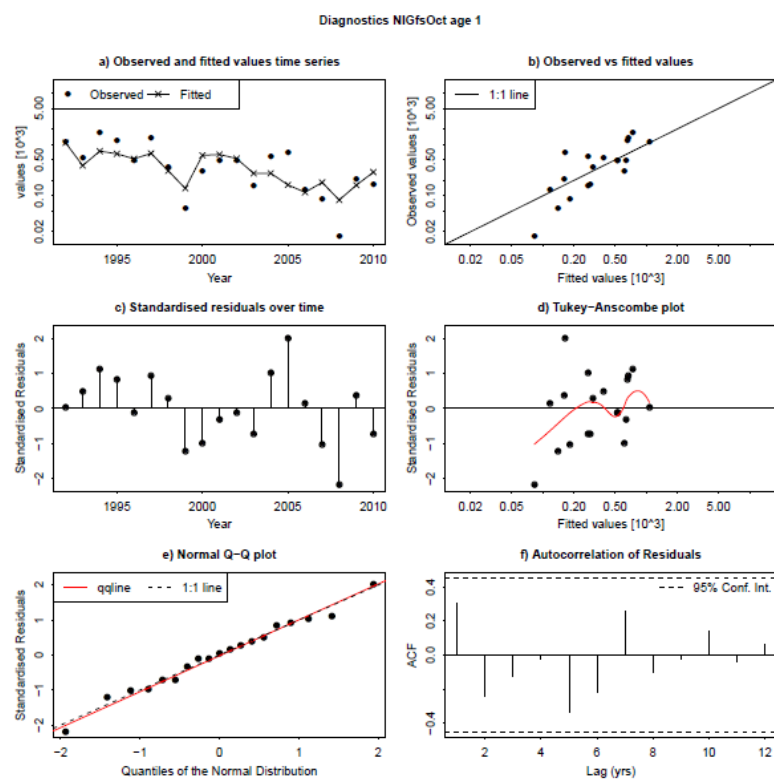 Diagnostics NIGfsOct age 1
a) Observed and fitted values time series
Observed Fitted
values [10^3]
5.00
0.50
0.10
0.02
1995 2000 2005 2010
Year
b) Observed vs fitted values
1:1 line
Observed values [10^3]
5.00
0.50
0.10
0.02
0.02 0.05 0.20 0.50 2.00 5.00
Fitted values [10^3]
c) Standardised residuals over time
Standardised Residuals
2
1
0
−1
−2
1995 2000 2005 2010
Year
d) Tukey−Anscombe plot
Standardised Residuals
2
1
0
−1
−2
0.02 0.05 0.20 0.50 2.00 5.00
Fitted values [10^3]
e) Normal Q−Q plot
qqline 1:1 line
Standardised Residuals
2
1
0
−1
−2
−2 −1 0 1 2
Quantiles of the Normal Distribution
f) Autocorrelation of Residuals
95% Conf. Int.
ACF
0.4
0.2
0.0
−0.4
2 4 6 8 10 12
Lag (yrs)